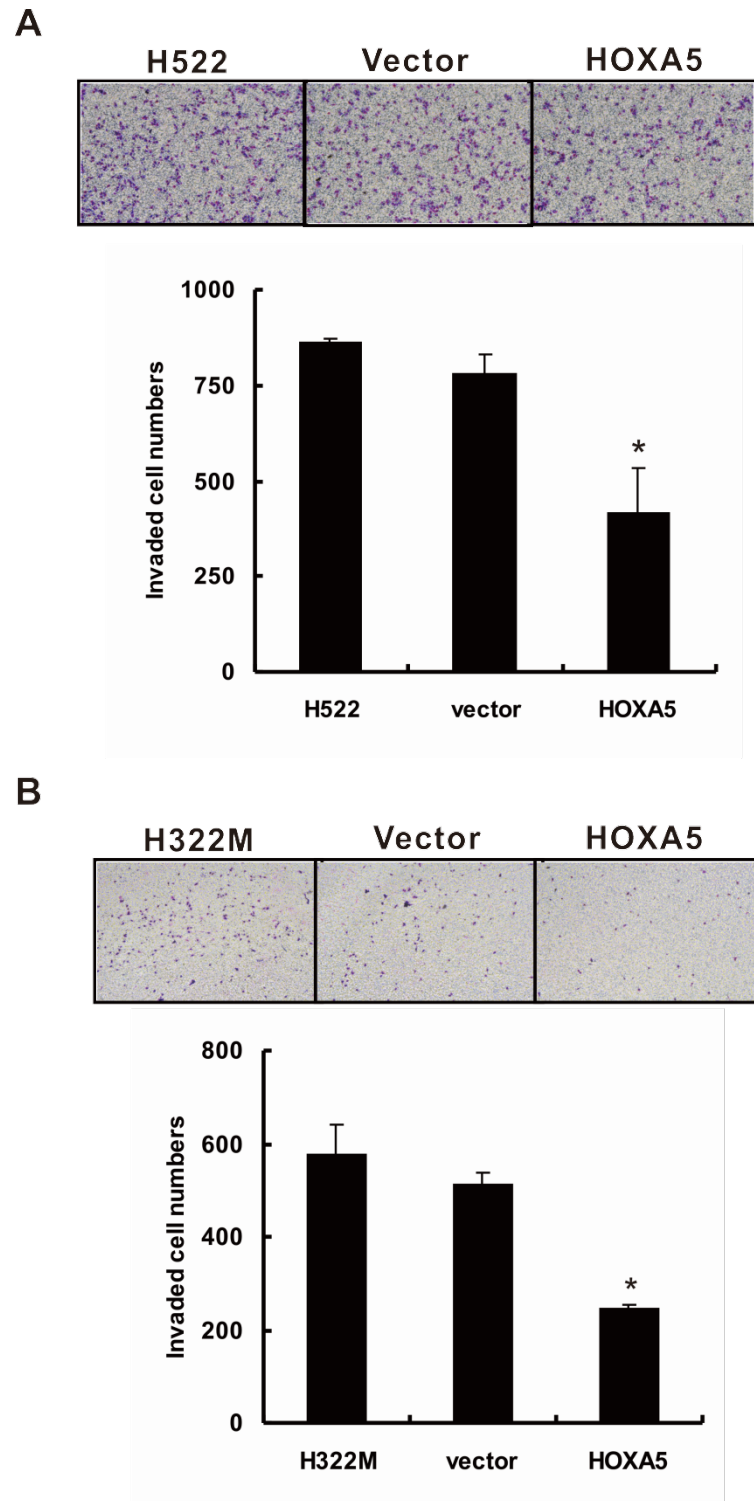 A
H522 Vector HOXA5
1000
750
500
250
0
Invaded cell numbers
*
H522 vector HOXA5
B
H322M Vector HOXA5
800
600
400
200
0
Invaded cell numbers
*
H322M vector HOXA5